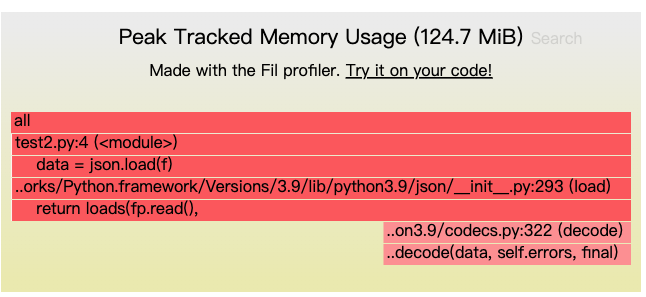 Peak Tracked Memory Usage (124.7 MiB) Search
Made with the Fil profiler. Try it on your code!
all
test2.py:4 (<module>)
data = json.load(f)
..orks/Python.framework/Versions/3.9/lib/python3.9/json/__init__.py:293 (load)
return loads(fp.read(),
..on3.9/codecs.py:322 (decode)
..decode(data, self.errors, final)